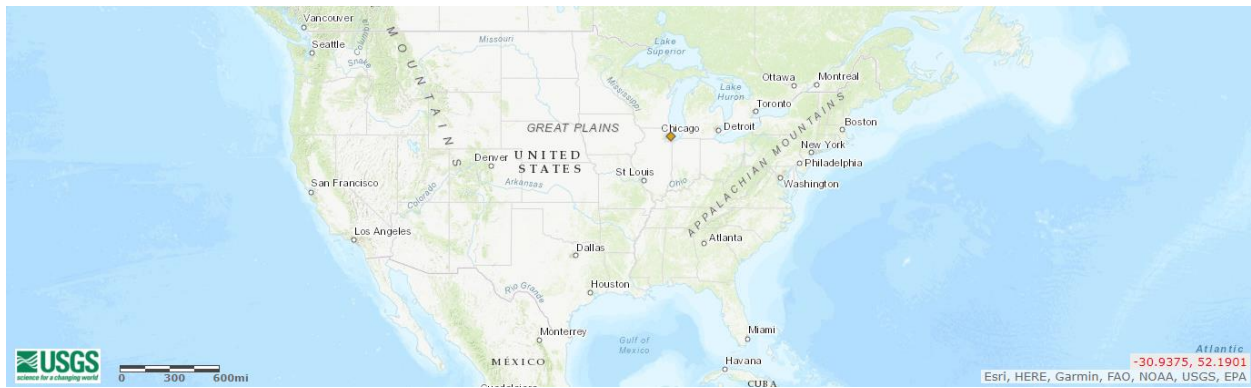 Vancouver
Seattle
Columbia
Snake
MOUNTAINS
Missouri
Lake
Superior
Mississippi
Lake
Huron
Ottawa
Montreal
Toronto
Boston
Chicago
Detroit
GREAT PLAINS
New York
APPALACHIAN MOUNTAINS
Philadelphia
Washington
Denver
UNITED
STATES
St Louis
Ohio
Arkansas
San Francisco
Colorado
Los Angeles
Atlanta
Dallas
Houston
Rio Grande
Monterrey
Gulf of
Mexico
Miami
MÉXICO
Havana
CUBA
Guadalajara
Atlantic
USGS
science for a changing world
0 300 600mi
-30.9375, 52.1901
Esri, HERE, Garmin, FAO, NOAA, USGS, EPA